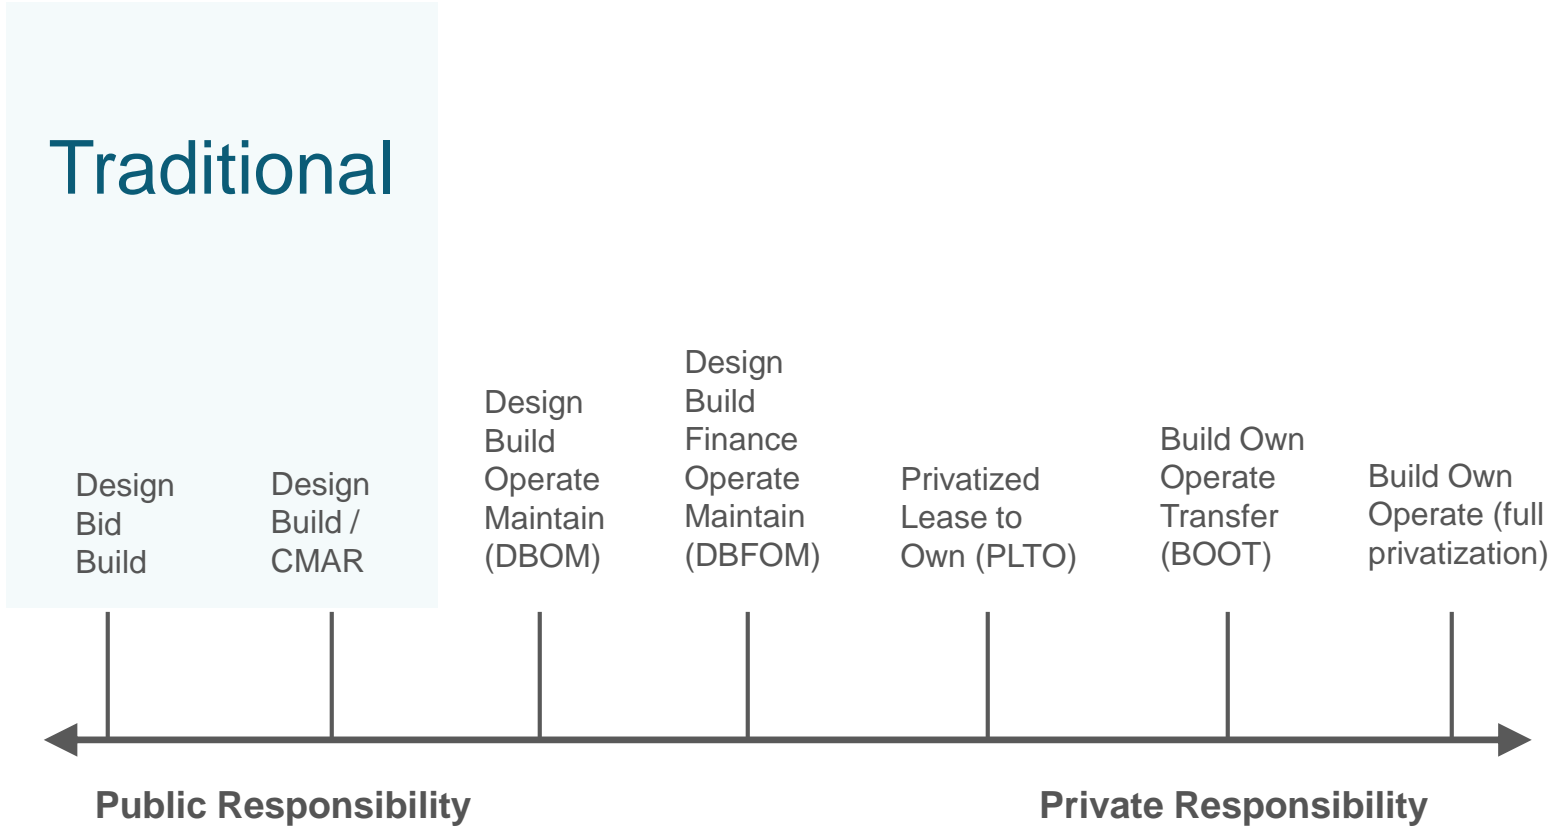 Traditional
Design
Bid
Build
Design
Build /
CMAR
Design
Build
Operate
Maintain
(DBOM)
Design
Build
Finance
Operate
Maintain
(DBFOM)
Privatized
Lease to
Own (PLTO)
Build Own
Operate
Transfer
(BOOT)
Build Own
Operate (full
privatization)
Public Responsibility
Private Responsibility